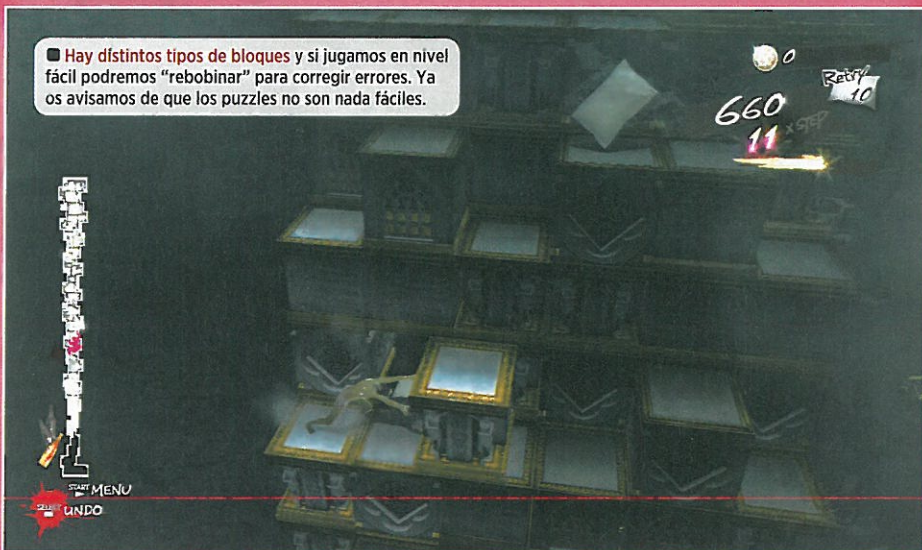 Hay distintos tipos de bloques y si jugamos en nivel
fácil podremos "rebobinar" para corregir errores. Ya
os avisamos de que los puzzles no son nada fáciles.
0
Retry
10
660
11 x STEP
START MENU
SELECT UNDO